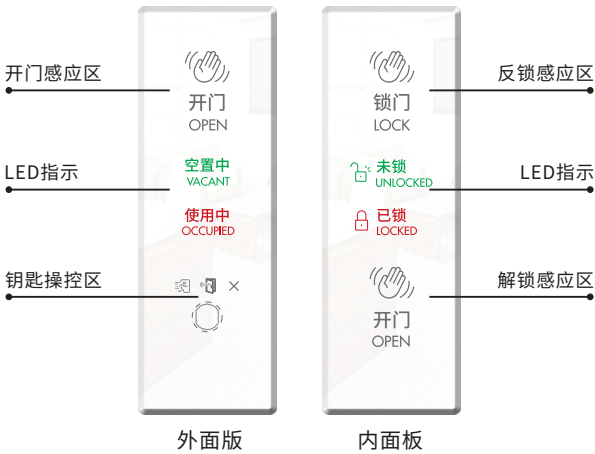 开门感应区
LED指示
钥匙操控区
开门
OPEN
空置中
VACANT
使用中
OCCUPIED
外面版
锁门
LOCK
未锁
UNLOCKED
已锁
LOCKED
开门
OPEN
内面板
反锁感应区
LED指示
解锁感应区